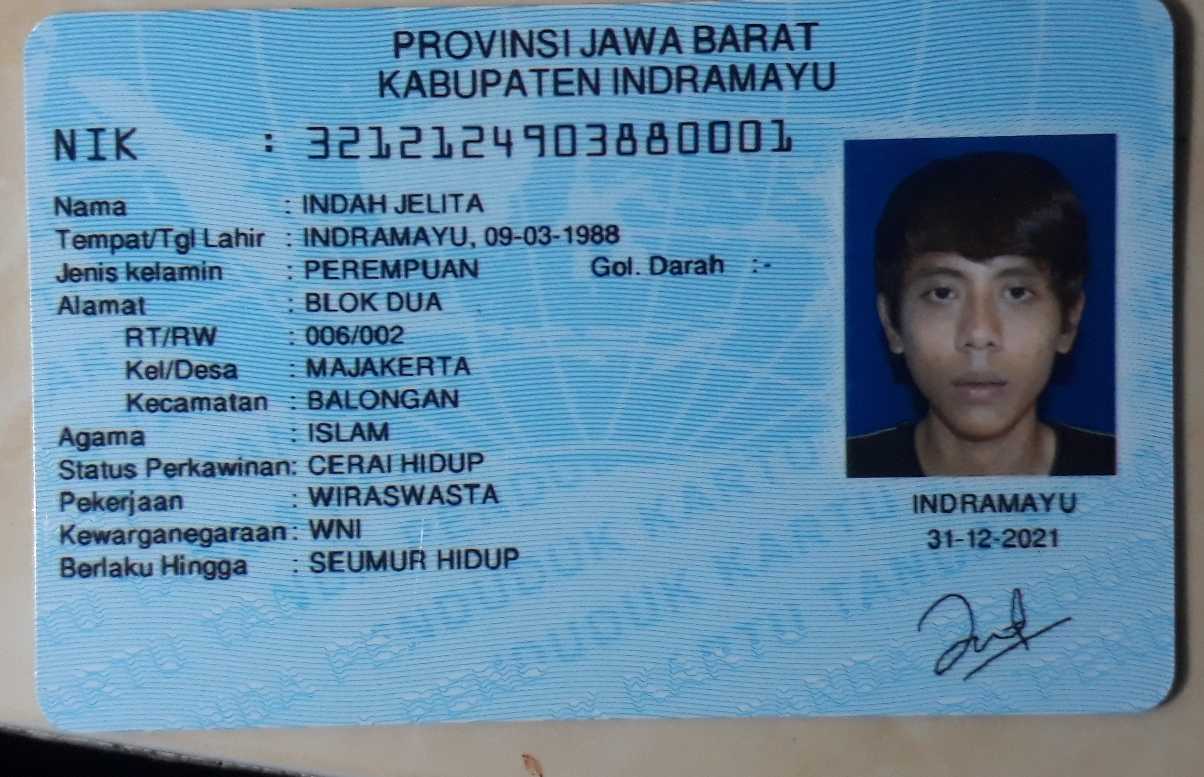 PROVINSI JAWA BARAT
KABUPATEN INDRAMAYU
NIK : 3212124903880001
Nama : INDAH JELITA
Tempat/Tgl Lahir : INDRAMAYU, 09-03-1988
Jenis kelamin : PEREMPUAN Gol. Darah :-
Alamat : BLOK DUA
RT/RW : 006/002
Kel/Desa : MAJAKERTA
Kecamatan : BALONGAN
Agama : ISLAM
Status Perkawinan: CERAI HIDUP
Pekerjaan : WIRASWASTA
Kewarganegaraan: WNI
Berlaku Hingga : SEUMUR HIDUP
INDRAMAYU
31-12-2021